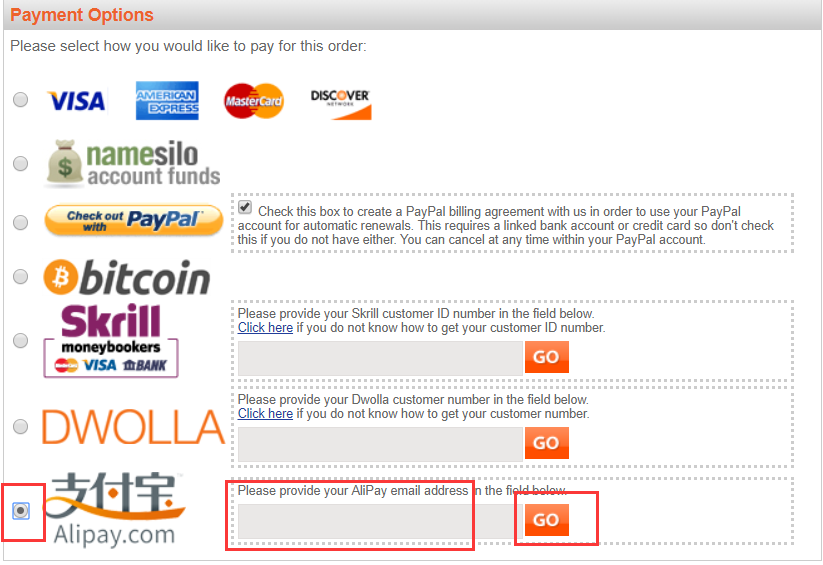 Payment Options
Please select how you would like to pay for this order:
VISA AMERICAN EXPRESS MasterCard DISCOVER NETWORK
$ namesilo
account funds
Check out with PayPal™
Check this box to create a PayPal billing agreement with us in order to use your PayPal
account for automatic renewals. This requires a linked bank account or credit card so don't check
this if you do not have either. You can cancel at any time within your PayPal account.
bitcoin
Skrill
moneybookers
VISA BANK
Please provide your Skrill customer ID number in the field below.
Click here if you do not know how to get your customer ID number.
GO
DWOLLA
Please provide your Dwolla customer number in the field below.
Click here if you do not know how to get your customer number.
GO
支付宝™
Alipay.com
Please provide your AliPay email address in the field below.
GO